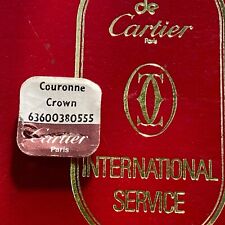 Couronne
Crown
63600380555
Cartier
Paris
de
Cartier
Paris
INTERNATIONAL
SERVICE